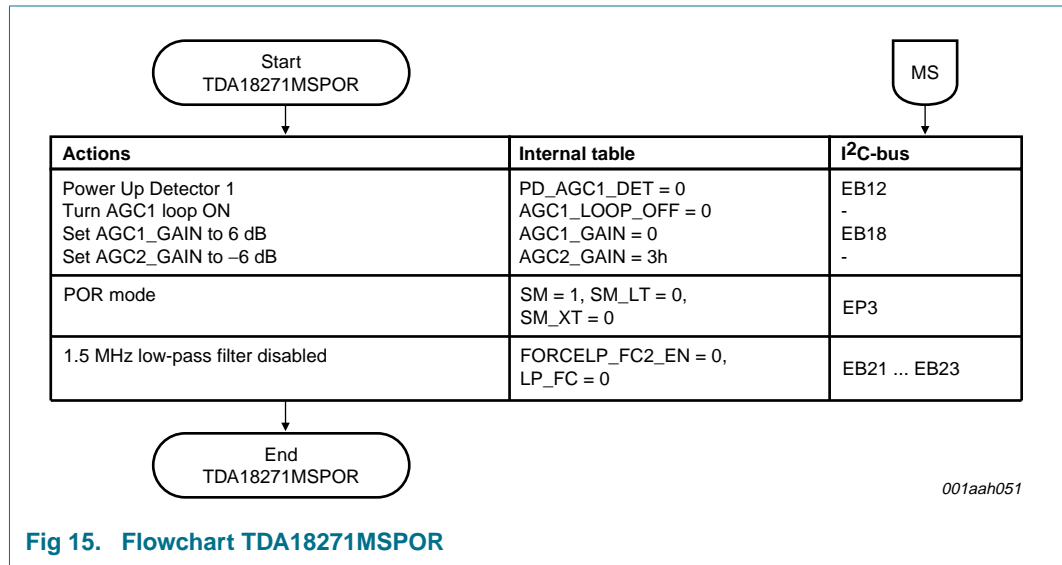 Start
TDA18271MSPOR
MS
Actions
Internal table
I2C-bus
Power Up Detector 1
PD_AGC1_DET = 0
EB12
Turn AGC1 loop ON
AGC1_LOOP_OFF = 0
-
Set AGC1_GAIN to 6 dB
AGC1_GAIN = 0
EB18
Set AGC2_GAIN to −6 dB
AGC2_GAIN = 3h
-
POR mode
SM = 1, SM_LT = 0,
SM_XT = 0
EP3
1.5 MHz low-pass filter disabled
FORCELP_FC2_EN = 0,
LP_FC = 0
EB21 ... EB23
End
TDA18271MSPOR
001aah051
Fig 15. Flowchart TDA18271MSPOR